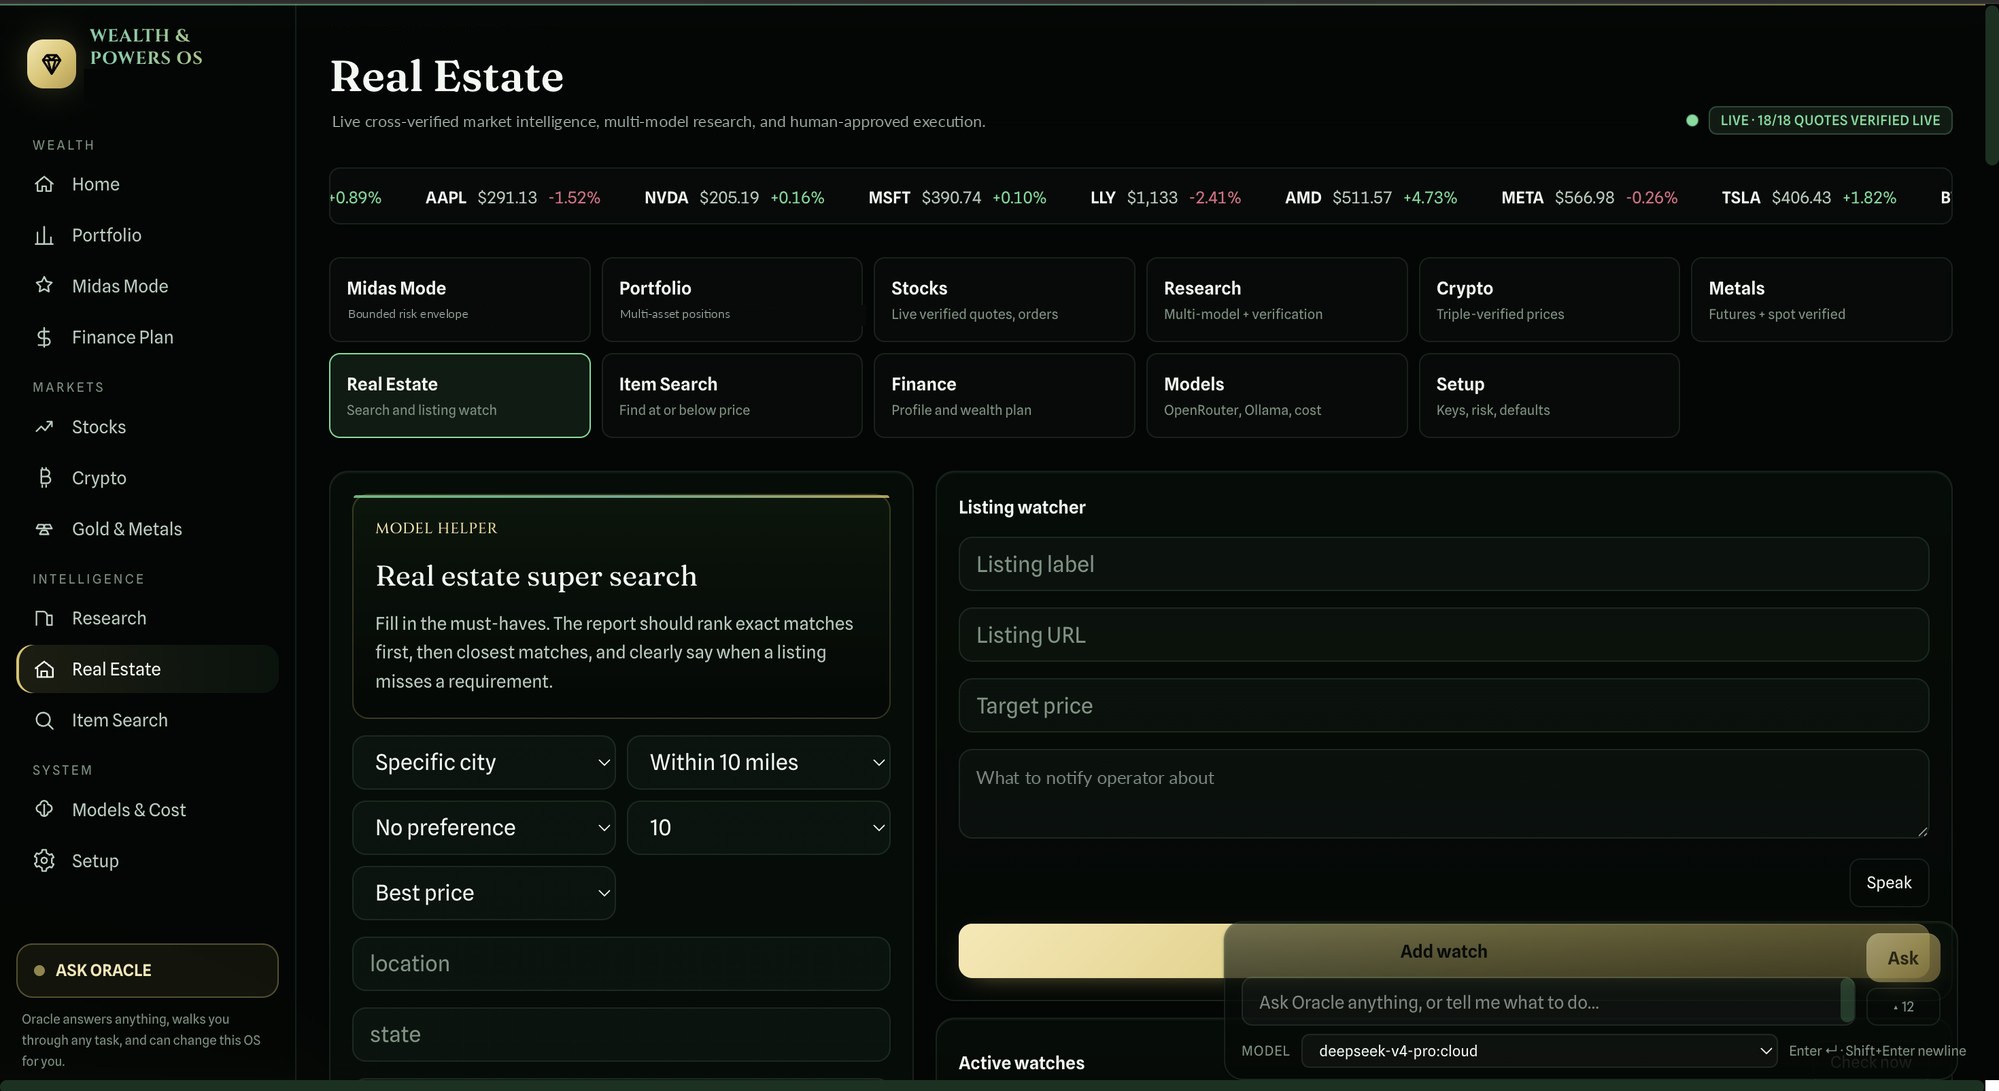 WEALTH &
POWERS OS
WEALTH
Home
Portfolio
Midas Mode
Finance Plan
MARKETS
Stocks
Crypto
Gold & Metals
INTELLIGENCE
Research
Real Estate
Item Search
SYSTEM
Models & Cost
Setup
ASK ORACLE
Oracle answers anything, walks you
through any task, and can change this OS
for you.
Real Estate
Live cross-verified market intelligence, multi-model research, and human-approved execution.
LIVE · 18/18 QUOTES VERIFIED LIVE
+0.89% AAPL $291.13 -1.52% NVDA $205.19 +0.16% MSFT $390.74 +0.10% LLY $1,133 -2.41% AMD $511.57 +4.73% META $566.98 -0.26% TSLA $406.43 +1.82% B
Midas Mode
Bounded risk envelope
Portfolio
Multi-asset positions
Stocks
Live verified quotes, orders
Research
Multi-model + verification
Crypto
Triple-verified prices
Metals
Futures + spot verified
Real Estate
Search and listing watch
Item Search
Find at or below price
Finance
Profile and wealth plan
Models
OpenRouter, Ollama, cost
Setup
Keys, risk, defaults
MODEL HELPER
Real estate super search
Fill in the must-haves. The report should rank exact matches
first, then closest matches, and clearly say when a listing
misses a requirement.
Specific city
Within 10 miles
No preference
10
Best price
location
state
Listing watcher
Listing label
Listing URL
Target price
What to notify operator about
Speak
Add watch
Active watches
Check now
Ask
Ask Oracle anything, or tell me what to do...
• 12
MODEL
deepseek-v4-pro:cloud
Enter ↵ · Shift+Enter newline